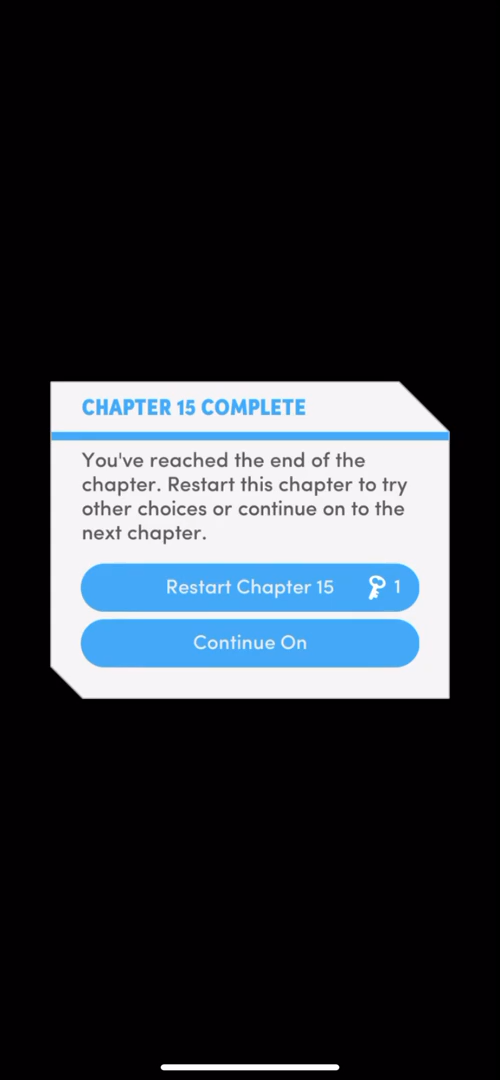 CHAPTER 15 COMPLETE
You've reached the end of the
chapter. Restart this chapter to try
other choices or continue on to the
next chapter.
Restart Chapter 15 1
Continue On